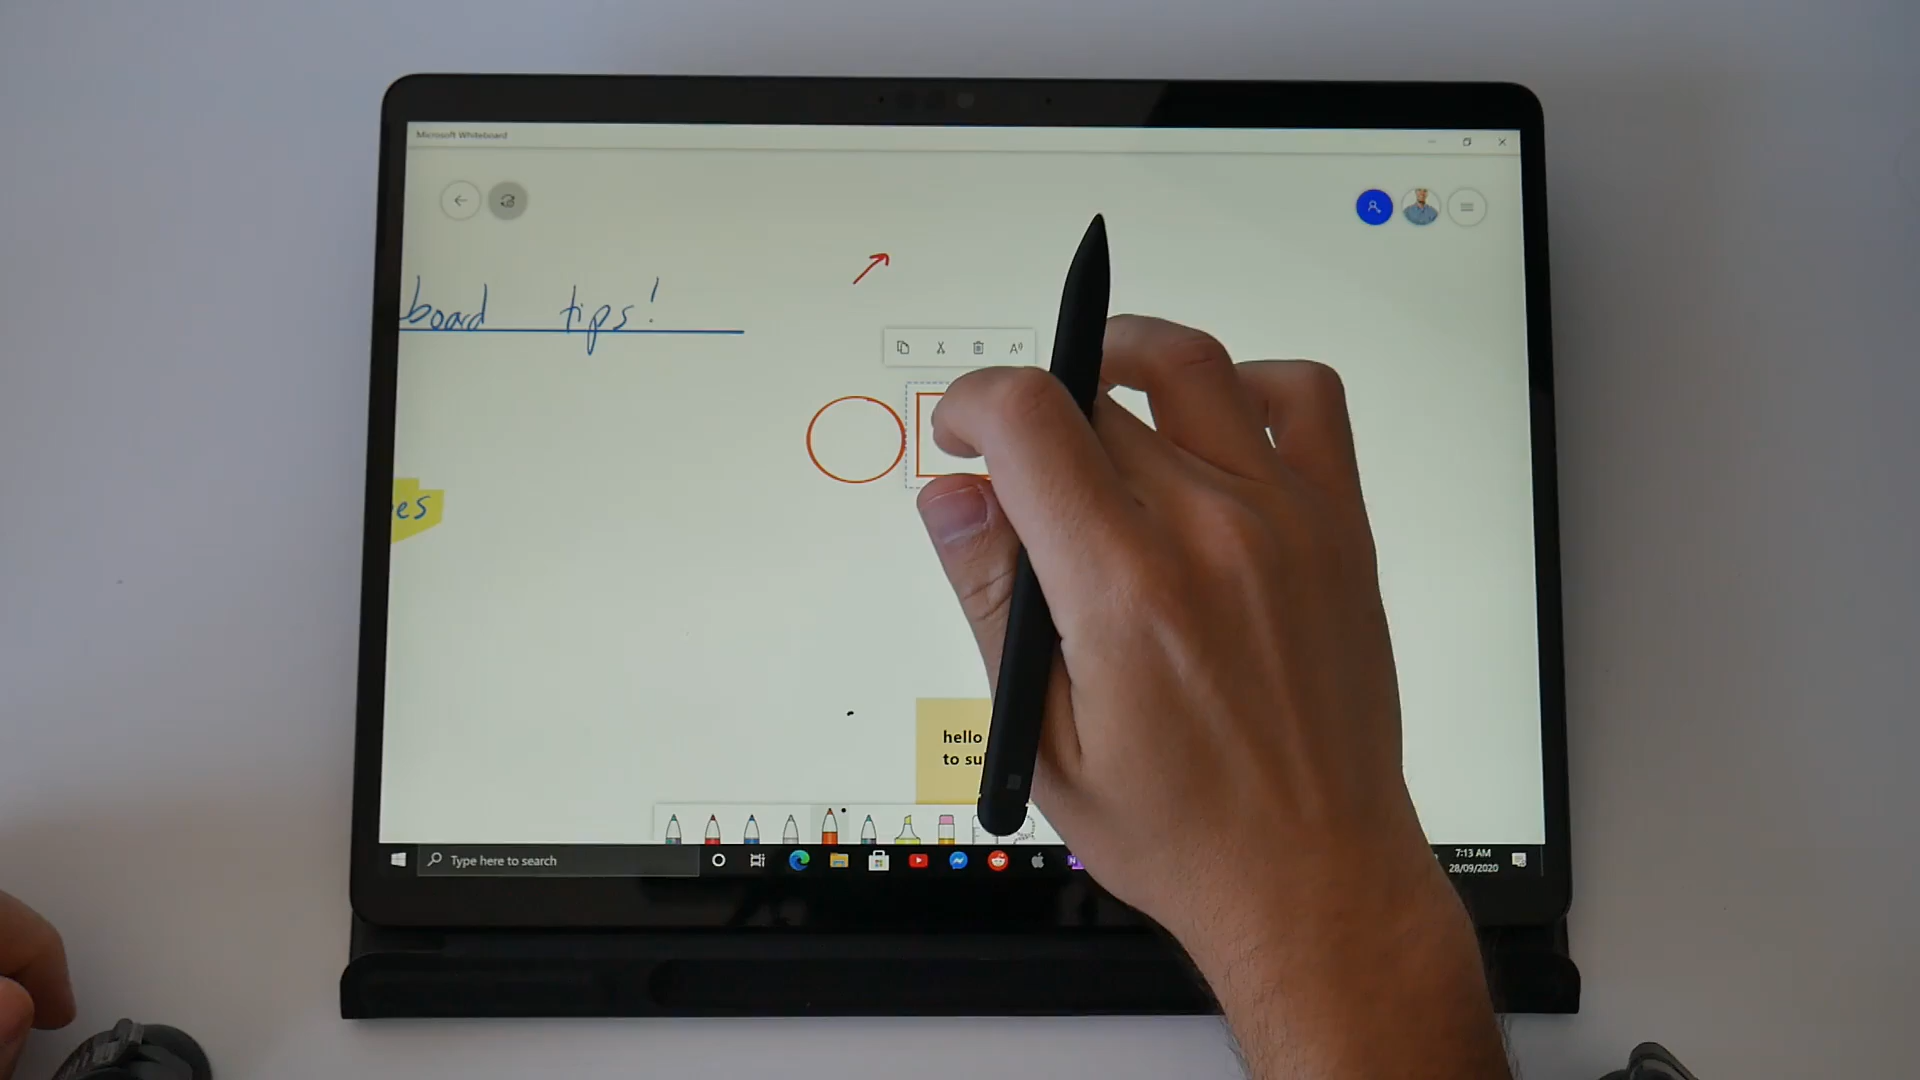 Microsoft Whiteboard
board tips!
es
hello
to su
Type here to search
7:13 AM
28/09/2020